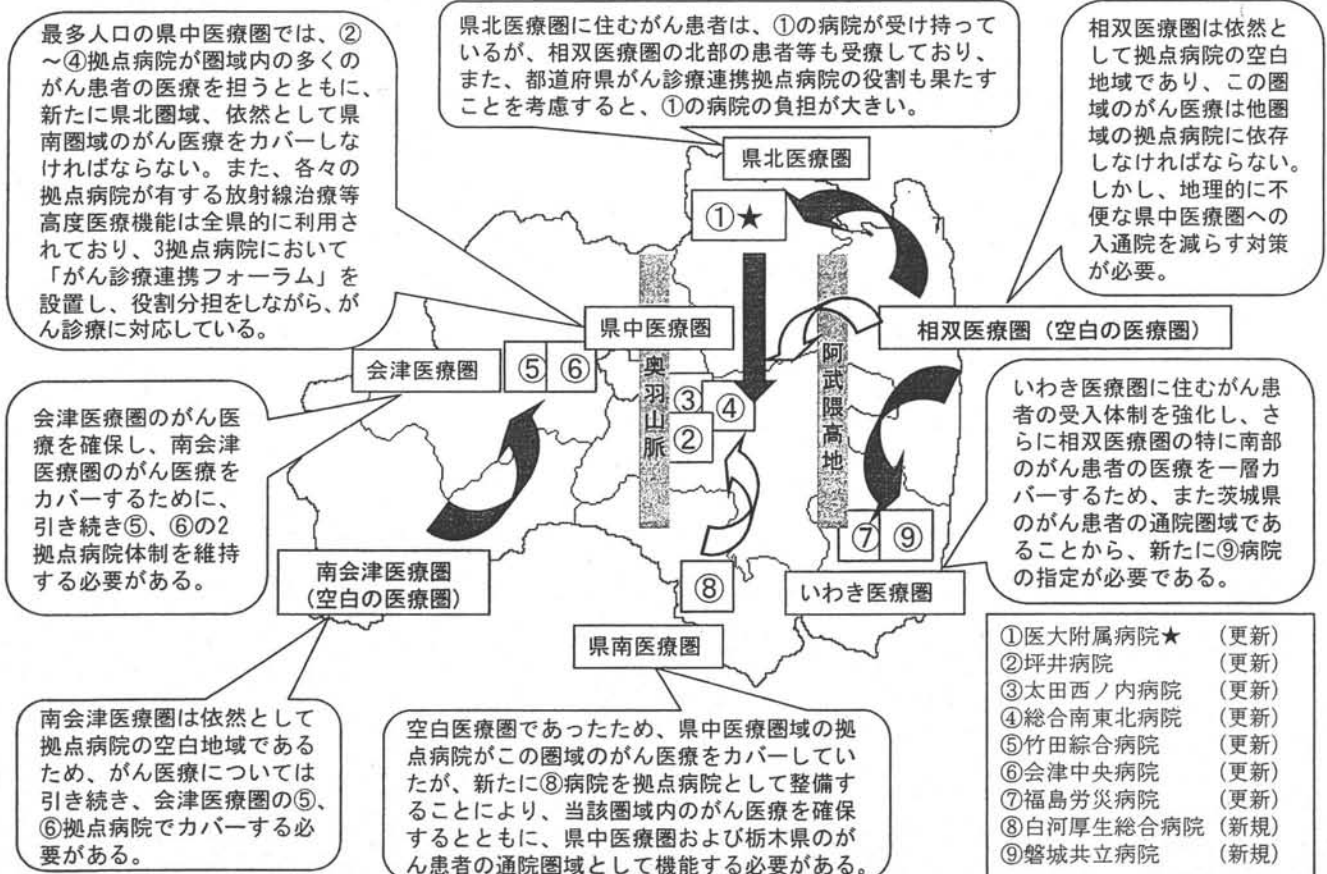 最多人口の県中医療圏では、②
～④拠点病院が圏域内の多くの
がん患者の医療を担うとともに、
新たに県北圏域、依然として県
南圏域のがん医療をカバーしな
ければならない。また、各々の
拠点病院が有する放射線治療等
高度医療機能は全県的に利用さ
れており、3拠点病院において
「がん診療連携フォーラム」を
設置し、役割分担をしながら、が
ん診療に対応している。
県北医療圏に住むがん患者は、①の病院が受け持って
いるが、相双医療圏の北部の患者等も受療しており、
また、都道府県がん診療連携拠点病院の役割も果たす
ことを考慮すると、①の病院の負担が大きい。
相双医療圏は依然と
して拠点病院の空白
地域であり、この圏
域のがん医療は他圏
域の拠点病院に依存
しなければならない。
しかし、地理的に不
便な県中医療圏への
入通院を減らす対策
が必要。
県北医療圏
①★
県中医療圏
相双医療圏（空白の医療圏）
会津医療圏
⑤ ⑥
奥羽山脈
③
④
②
阿武隈高地
会津医療圏のがん医
療を確保し、南会津
医療圏のがん医療を
カバーするために、
引き続き⑤、⑥の2
拠点病院体制を維持
する必要がある。
いわき医療圏に住むがん患
者の受入体制を強化し、さ
らに相双医療圏の特に南部
のがん患者の医療を一層カ
バーするため、また茨城県
のがん患者の通院圏域であ
ることから、新たに⑨病院
の指定が必要である。
⑦ ⑨
南会津医療圏
（空白の医療圏）
⑧
いわき医療圏
県南医療圏
南会津医療圏は依然として
拠点病院の空白地域である
ため、がん医療については
引き続き、会津医療圏の⑤、
⑥拠点病院でカバーする必
要がある。
空白医療圏であったため、県中医療圏域の拠
点病院がこの圏域のがん医療をカバーしてい
たが、新たに⑧病院を拠点病院として整備す
ることにより、当該圏域内のがん医療を確保
するとともに、県中医療圏および栃木県のが
ん患者の通院圏域として機能する必要がある。
①医大附属病院★ （更新）
②坪井病院 （更新）
③太田西ノ内病院 （更新）
④総合南東北病院 （更新）
⑤竹田綜合病院 （更新）
⑥会津中央病院 （更新）
⑦福島労災病院 （更新）
⑧白河厚生総合病院 （新規）
⑨磐城共立病院 （新規）